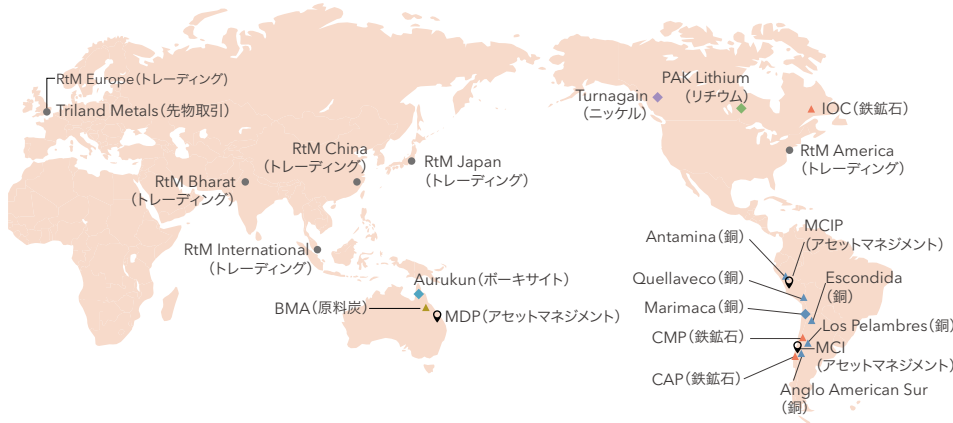 RtM Europe（トレーディング）
Triland Metals（先物取引）
RtM China
（トレーディング）
RtM Japan
（トレーディング）
RtM Bharat
（トレーディング）
RtM International
（トレーディング）
Aurukun（ボーキサイト）
BMA（原料炭）
MDP（アセットマネジメント）
Turnagain
（ニッケル）
PAK Lithium
（リチウム）
IOC（鉄鉱石）
RtM America
（トレーディング）
Antamina（銅）
MCIP
（アセットマネジメント）
Quellaveco（銅）
Escondida
（銅）
Marimaca（銅）
Los Pelambres（銅）
CMP（鉄鉱石）
MCI
（アセットマネジメント）
CAP（鉄鉱石）
Anglo American Sur
（銅）